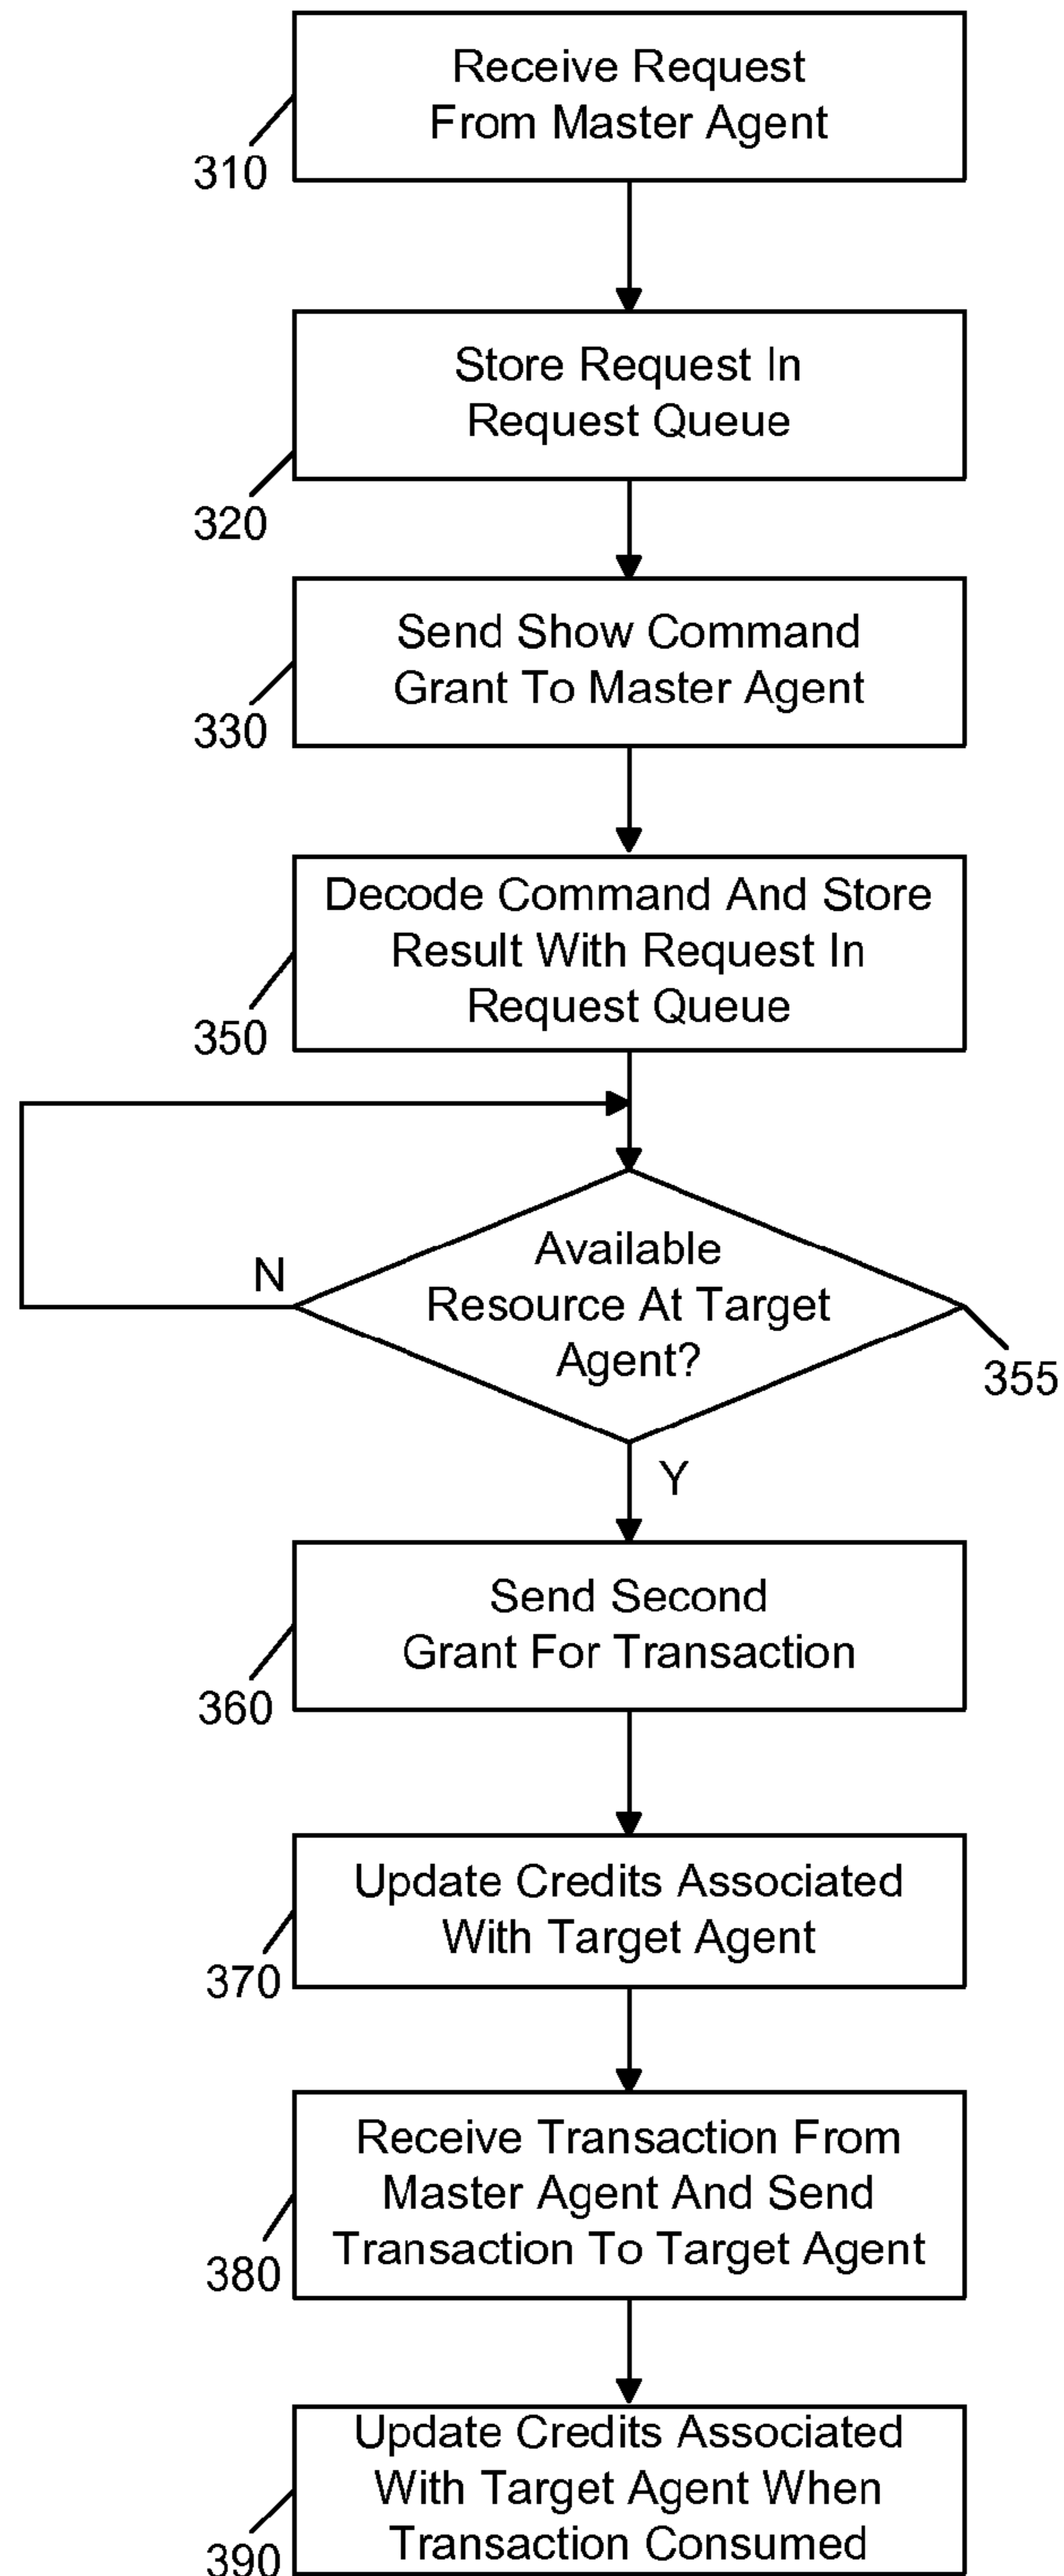 Receive Request
From Master Agent
310
Store Request In
Request Queue
320
Send Show Command
Grant To Master Agent
330
Decode Command And Store
Result With Request In
Request Queue
350
N
Available
Resource At Target
Agent?
355
Y
Send Second
Grant For Transaction
360
Update Credits Associated
With Target Agent
370
Receive Transaction From
Master Agent And Send
Transaction To Target Agent
380
Update Credits Associated
With Target Agent When
Transaction Consumed
390